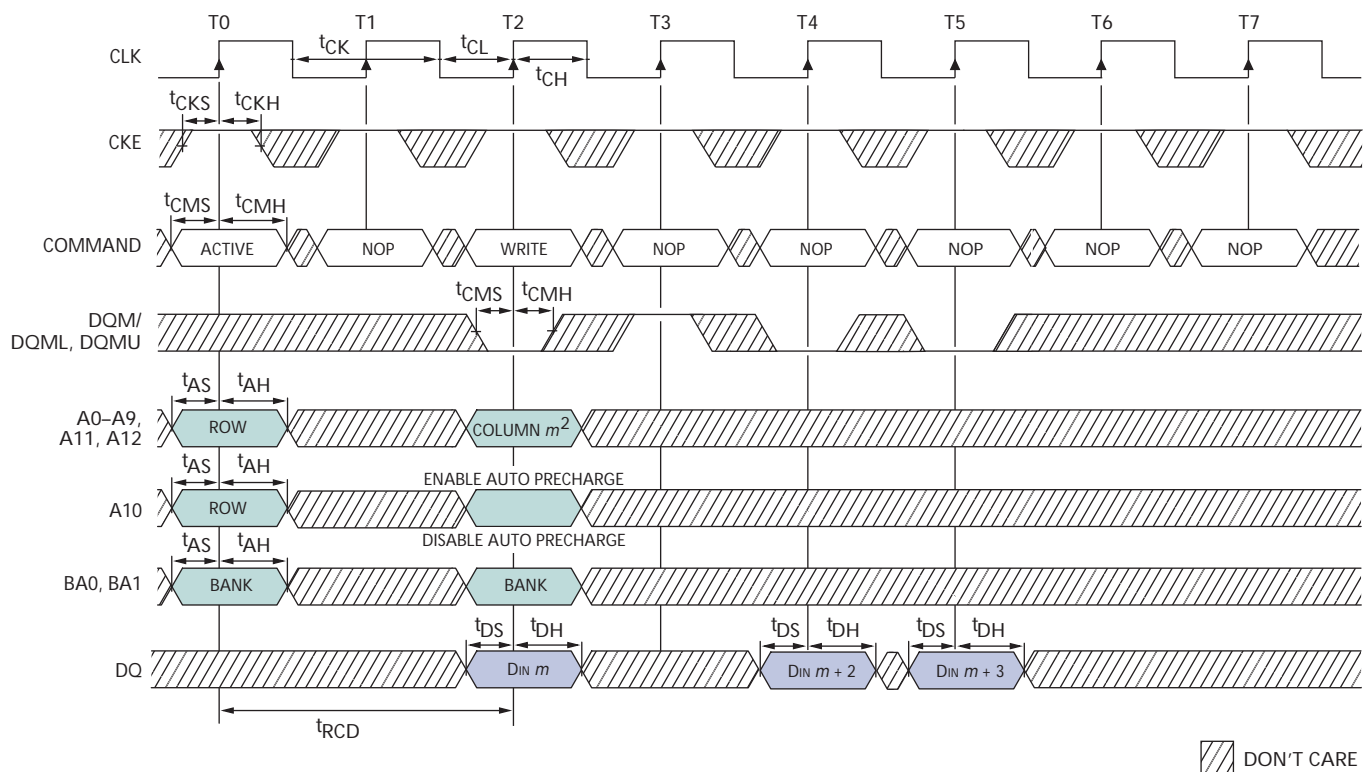 T0 T1 T2 T3 T4 T5 T6 T7
CLK tCK tCL
tCH
tCKS tCKH
CKE
tCMS tCMH
COMMAND ACTIVE NOP WRITE NOP NOP NOP NOP NOP
tCMS tCMH
DQM/
DQML, DQMU
tAS tAH
A0–A9,
A11, A12 ROW COLUMN m2
tAS tAH ENABLE AUTO PRECHARGE
A10 ROW
DISABLE AUTO PRECHARGE
tAS tAH
BA0, BA1 BANK BANK
tDS tDH tDS tDH tDS tDH
DQ DIN m DIN m + 2 DIN m + 3
tRCD
DON'T CARE